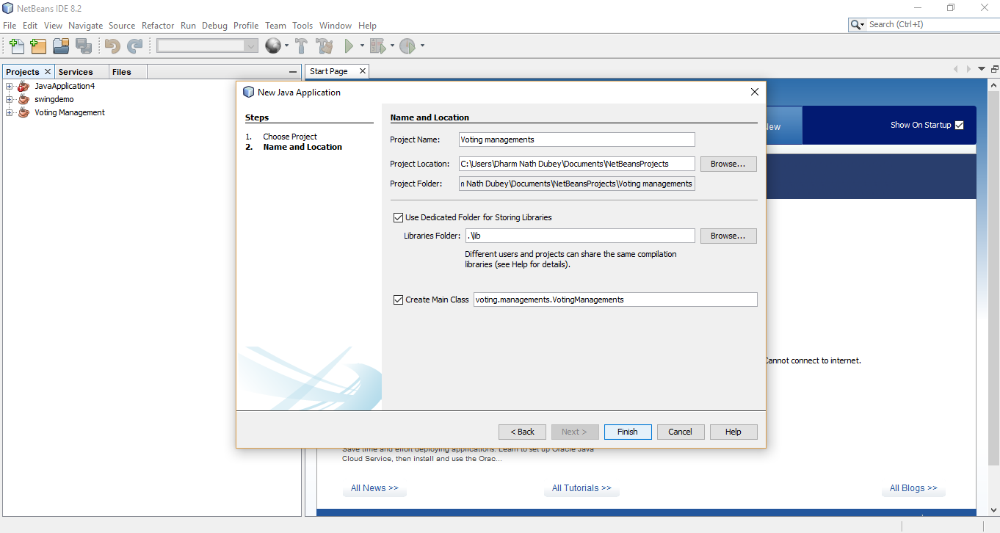 NetBeans IDE 8.2
File Edit View Navigate Source Refactor Run Debug Profile Team Tools Window Help
Search (Ctrl+I)
Projects Services Files
Start Page
JavaApplication4
swingdemo
Voting Management
New Java Application
Steps
1. Choose Project
2. Name and Location
Name and Location
Project Name: Voting managements
Project Location: C:\Users\Dharm Nath Dubey\Documents\NetBeansProjects Browse...
Project Folder: n Nath Dubey\Documents\NetBeansProjects\Voting managements
Use Dedicated Folder for Storing Libraries
Libraries Folder: .\lib Browse...
Different users and projects can share the same compilation
libraries (see Help for details).
Create Main Class voting.managements.VotingManagements
< Back Next > Finish Cancel Help
New
Show On Startup
Cannot connect to internet.
Save time and effort deploying applications. Learn to set up Oracle Java
Cloud Service, then install and use the Orac...
All News >> All Tutorials >> All Blogs >>